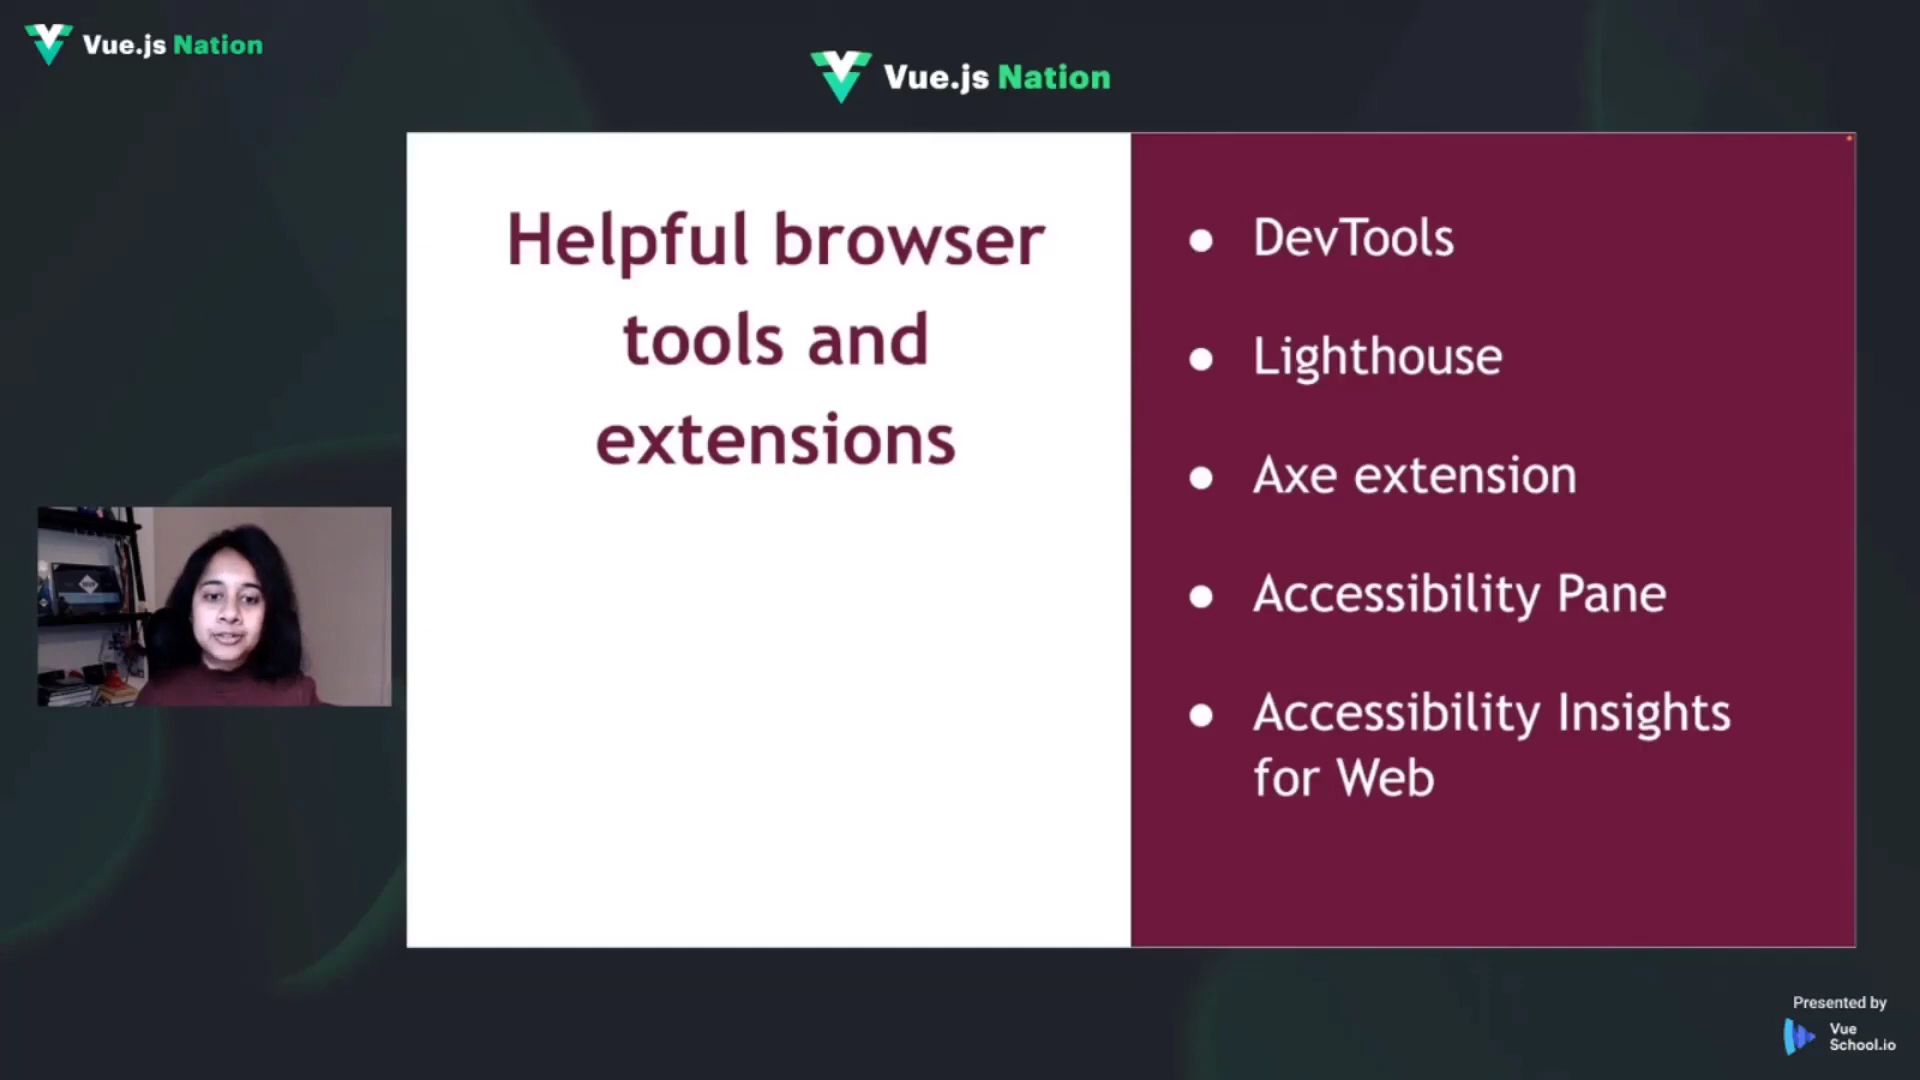 Vue.js Nation
Vue.js Nation
Helpful browser
tools and
extensions
● DevTools
● Lighthouse
● Axe extension
● Accessibility Pane
● Accessibility Insights
for Web
Presented by
Vue
School.io